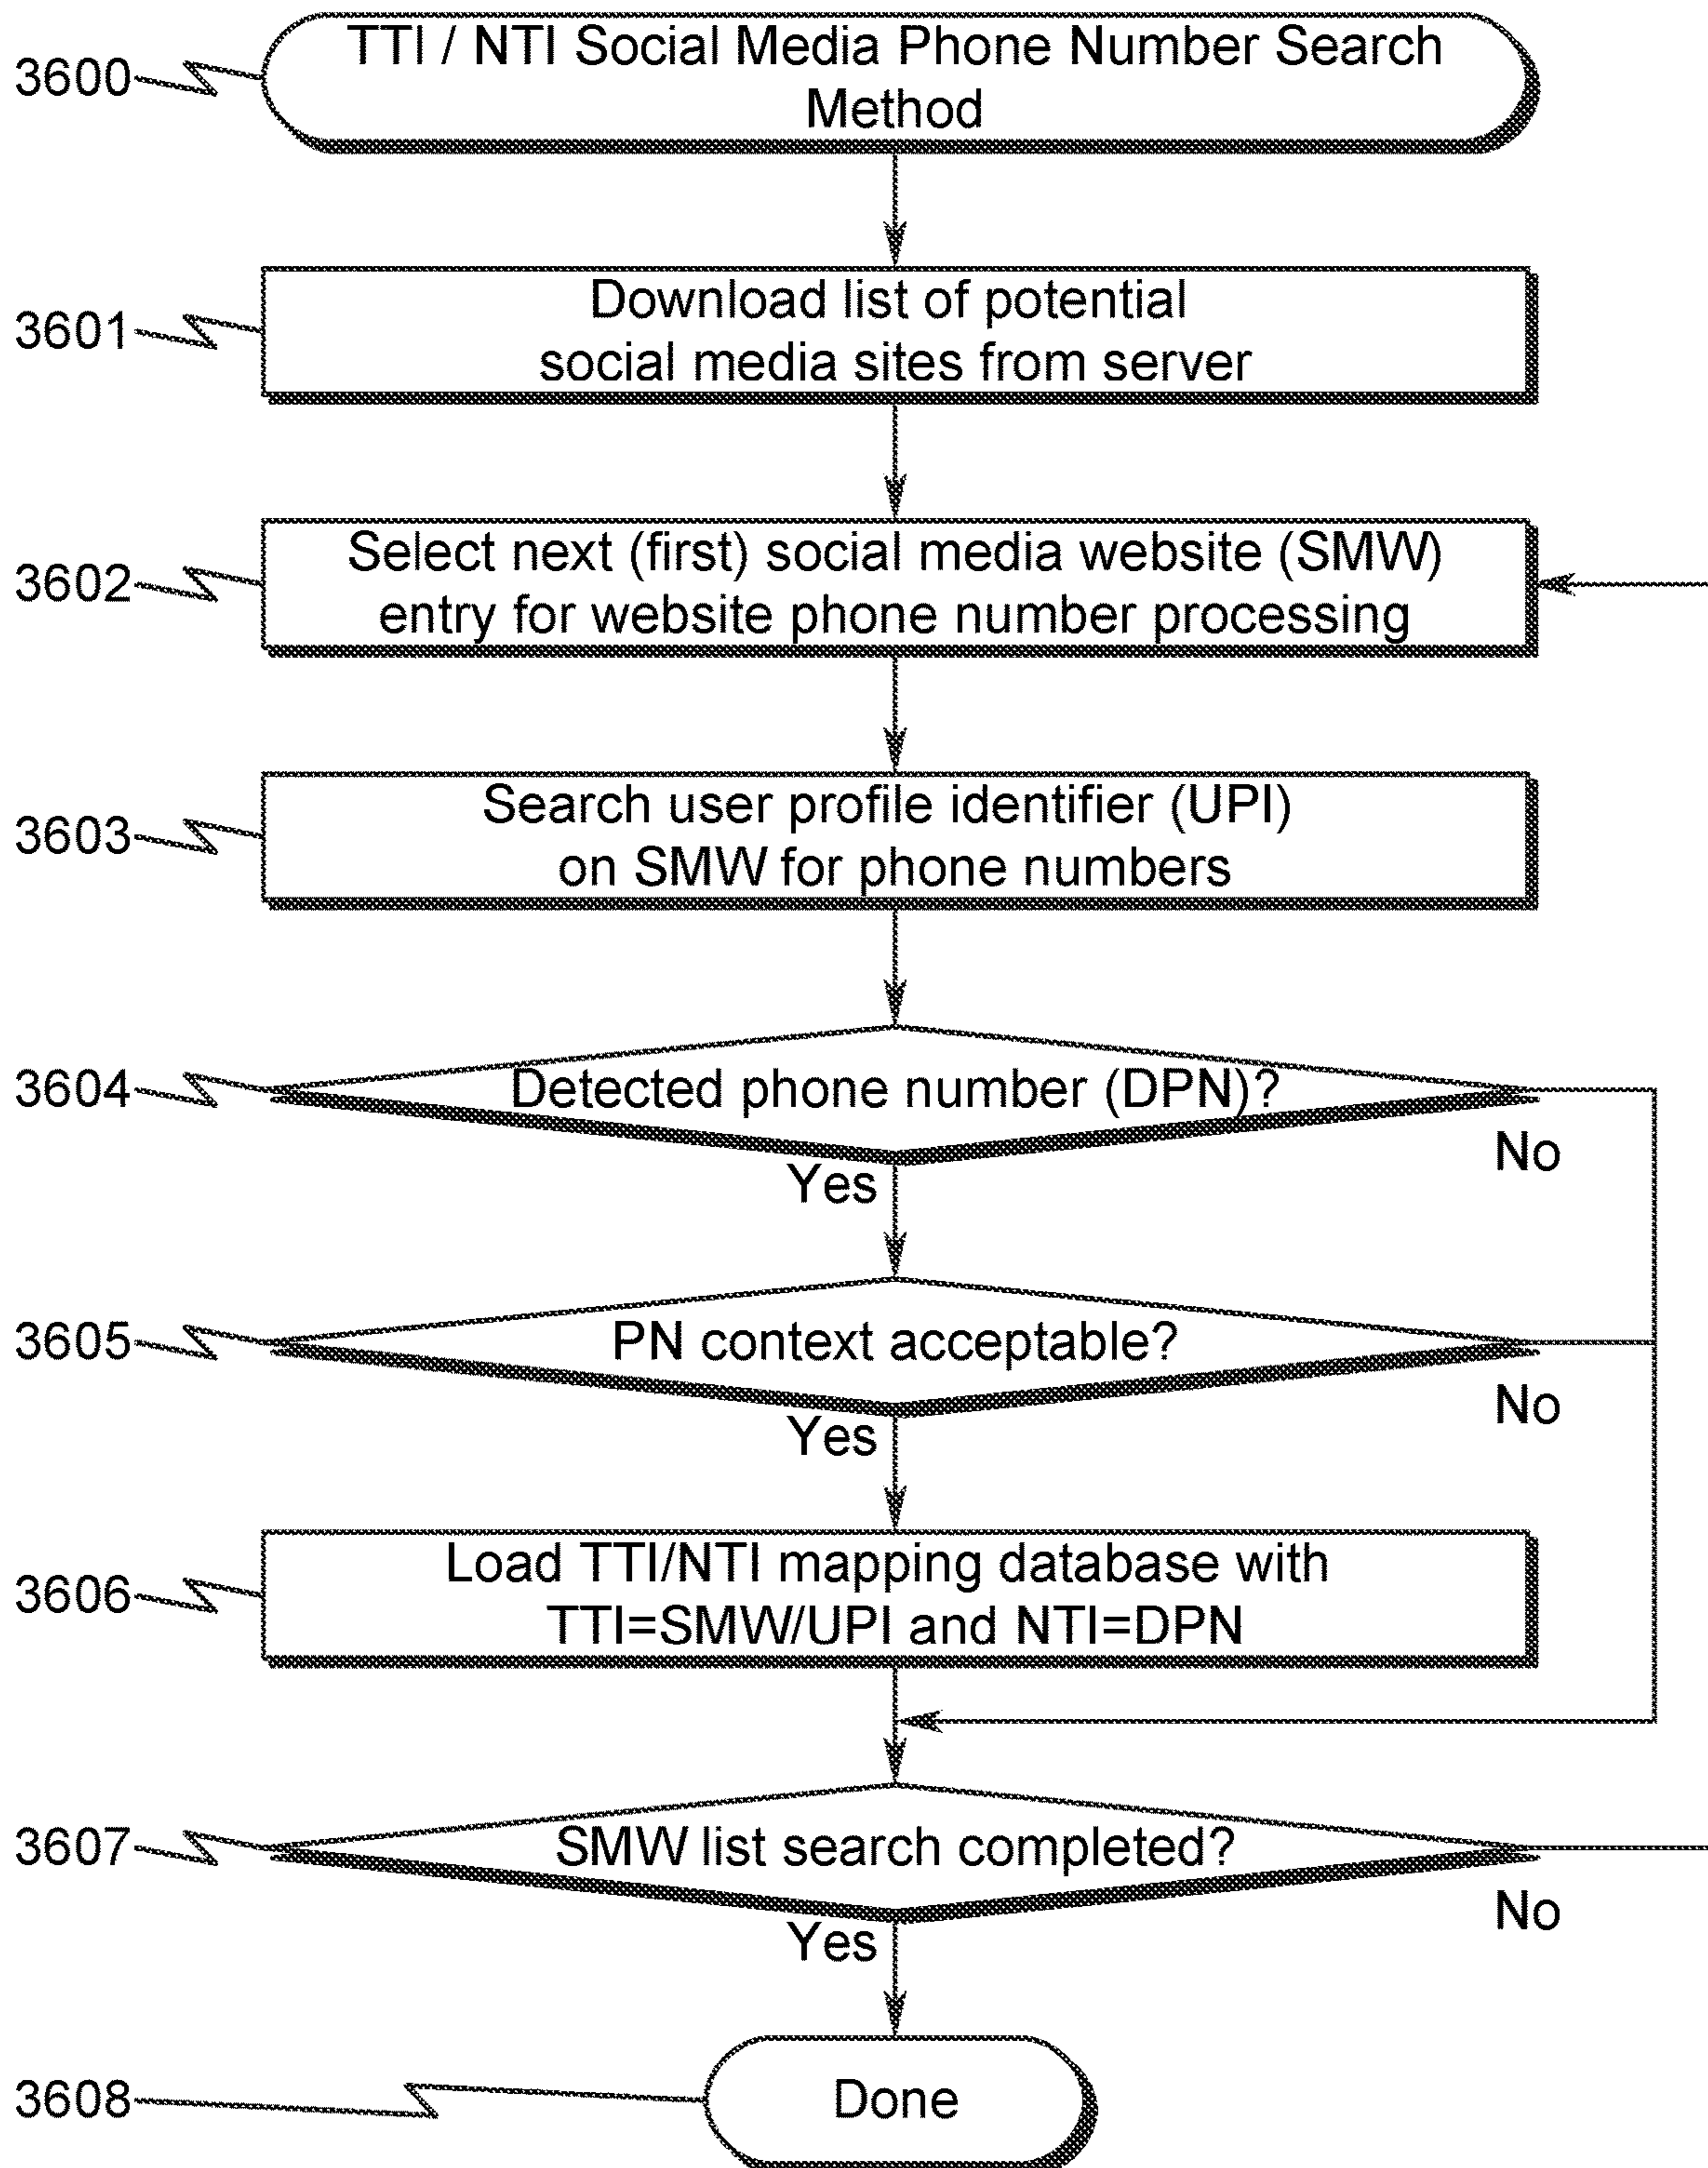 3600
TTI / NTI Social Media Phone Number Search
Method
3601
Download list of potential
social media sites from server
3602
Select next (first) social media website (SMW)
entry for website phone number processing
3603
Search user profile identifier (UPI)
on SMW for phone numbers
3604
Detected phone number (DPN)?
No
Yes
3605
PN context acceptable?
No
Yes
3606
Load TTI/NTI mapping database with
TTI=SMW/UPI and NTI=DPN
3607
SMW list search completed?
No
Yes
3608
Done